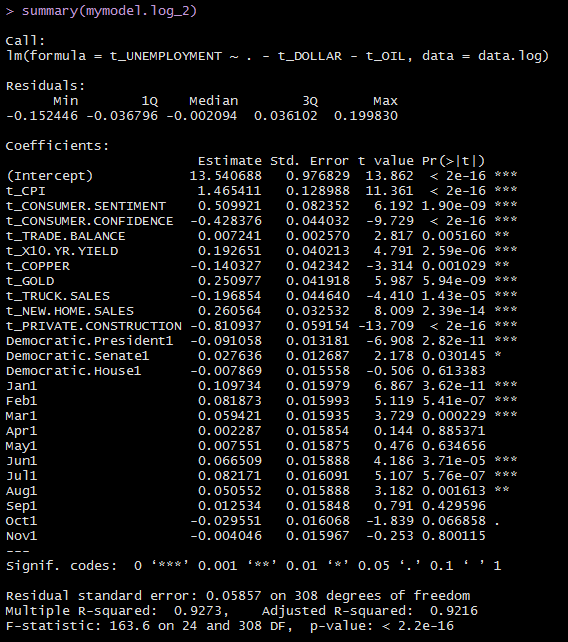 > summary(mymodel.log_2)

Call:
lm(formula = t_UNEMPLOYMENT ~ . - t_DOLLAR - t_OIL, data = data.log)

Residuals:
      Min        1Q    Median        3Q       Max
-0.152446 -0.036796 -0.002094  0.036102  0.199830

Coefficients:
                         Estimate Std. Error t value Pr(>|t|)
(Intercept)             13.540688   0.976829  13.862  < 2e-16 ***
t_CPI                    1.465411   0.128988  11.361  < 2e-16 ***
t_CONSUMER.SENTIMENT     0.509921   0.082352   6.192 1.90e-09 ***
t_CONSUMER.CONFIDENCE   -0.428376   0.044032  -9.729  < 2e-16 ***
t_TRADE.BALANCE          0.007241   0.002570   2.817 0.005160 **
t_X10.YR.YIELD           0.192651   0.040213   4.791 2.59e-06 ***
t_COPPER                -0.140327   0.042342  -3.314 0.001029 **
t_GOLD                   0.250977   0.041918   5.987 5.94e-09 ***
t_TRUCK.SALES           -0.196854   0.044640  -4.410 1.43e-05 ***
t_NEW.HOME.SALES         0.260564   0.032532   8.009 2.39e-14 ***
t_PRIVATE.CONSTRUCTION  -0.810937   0.059154 -13.709  < 2e-16 ***
Democratic.President1   -0.091058   0.013181  -6.908 2.82e-11 ***
Democratic.Senate1       0.027636   0.012687   2.178 0.030145 *
Democratic.House1       -0.007869   0.015558  -0.506 0.613383
Jan1                     0.109734   0.015979   6.867 3.62e-11 ***
Feb1                     0.081873   0.015993   5.119 5.41e-07 ***
Mar1                     0.059421   0.015935   3.729 0.000229 ***
Apr1                     0.002287   0.015854   0.144 0.885371
May1                     0.007551   0.015875   0.476 0.634656
Jun1                     0.066509   0.015888   4.186 3.71e-05 ***
Jul1                     0.082171   0.016091   5.107 5.76e-07 ***
Aug1                     0.050552   0.015888   3.182 0.001613 **
Sep1                     0.012534   0.015848   0.791 0.429596
Oct1                    -0.029551   0.016068  -1.839 0.066858 .
Nov1                    -0.004046   0.015967  -0.253 0.800115
---
Signif. codes:  0 ‘***’ 0.001 ‘**’ 0.01 ‘*’ 0.05 ‘.’ 0.1 ‘ ’ 1

Residual standard error: 0.05857 on 308 degrees of freedom
Multiple R-squared:  0.9273,	Adjusted R-squared:  0.9216
F-statistic: 163.6 on 24 and 308 DF,  p-value: < 2.2e-16